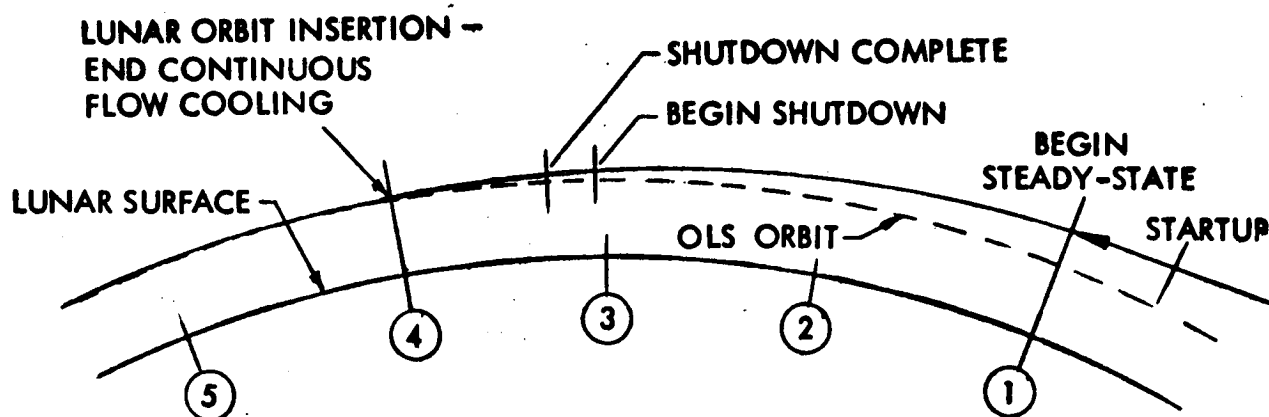 LUNAR ORBIT INSERTION -
END CONTINUOUS
FLOW COOLING
SHUTDOWN COMPLETE
BEGIN SHUTDOWN
BEGIN
STEADY-STATE
LUNAR SURFACE
OLS ORBIT
STARTUP
5
4
3
2
1